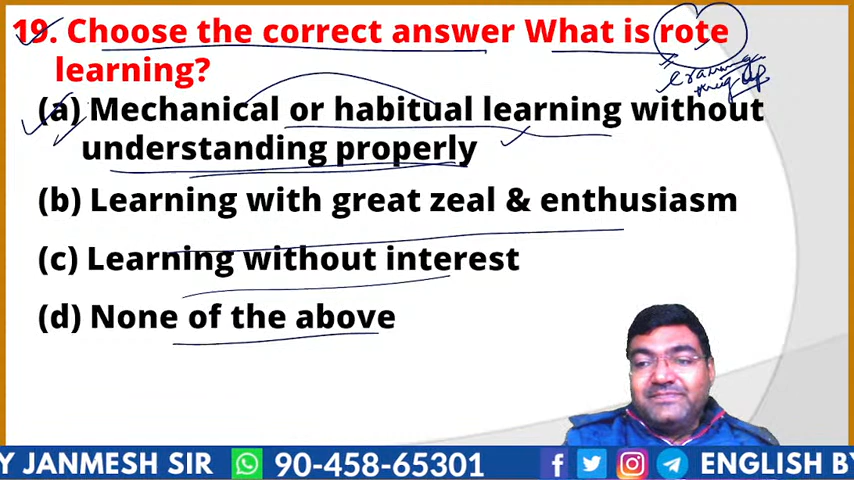 19. Choose the correct answer What is rote
learning?
(a) Mechanical or habitual learning without
understanding properly
(b) Learning with great zeal & enthusiasm
(c) Learning without interest
(d) None of the above
Y JANMESH SIR 90-458-65301 ENGLISH BY